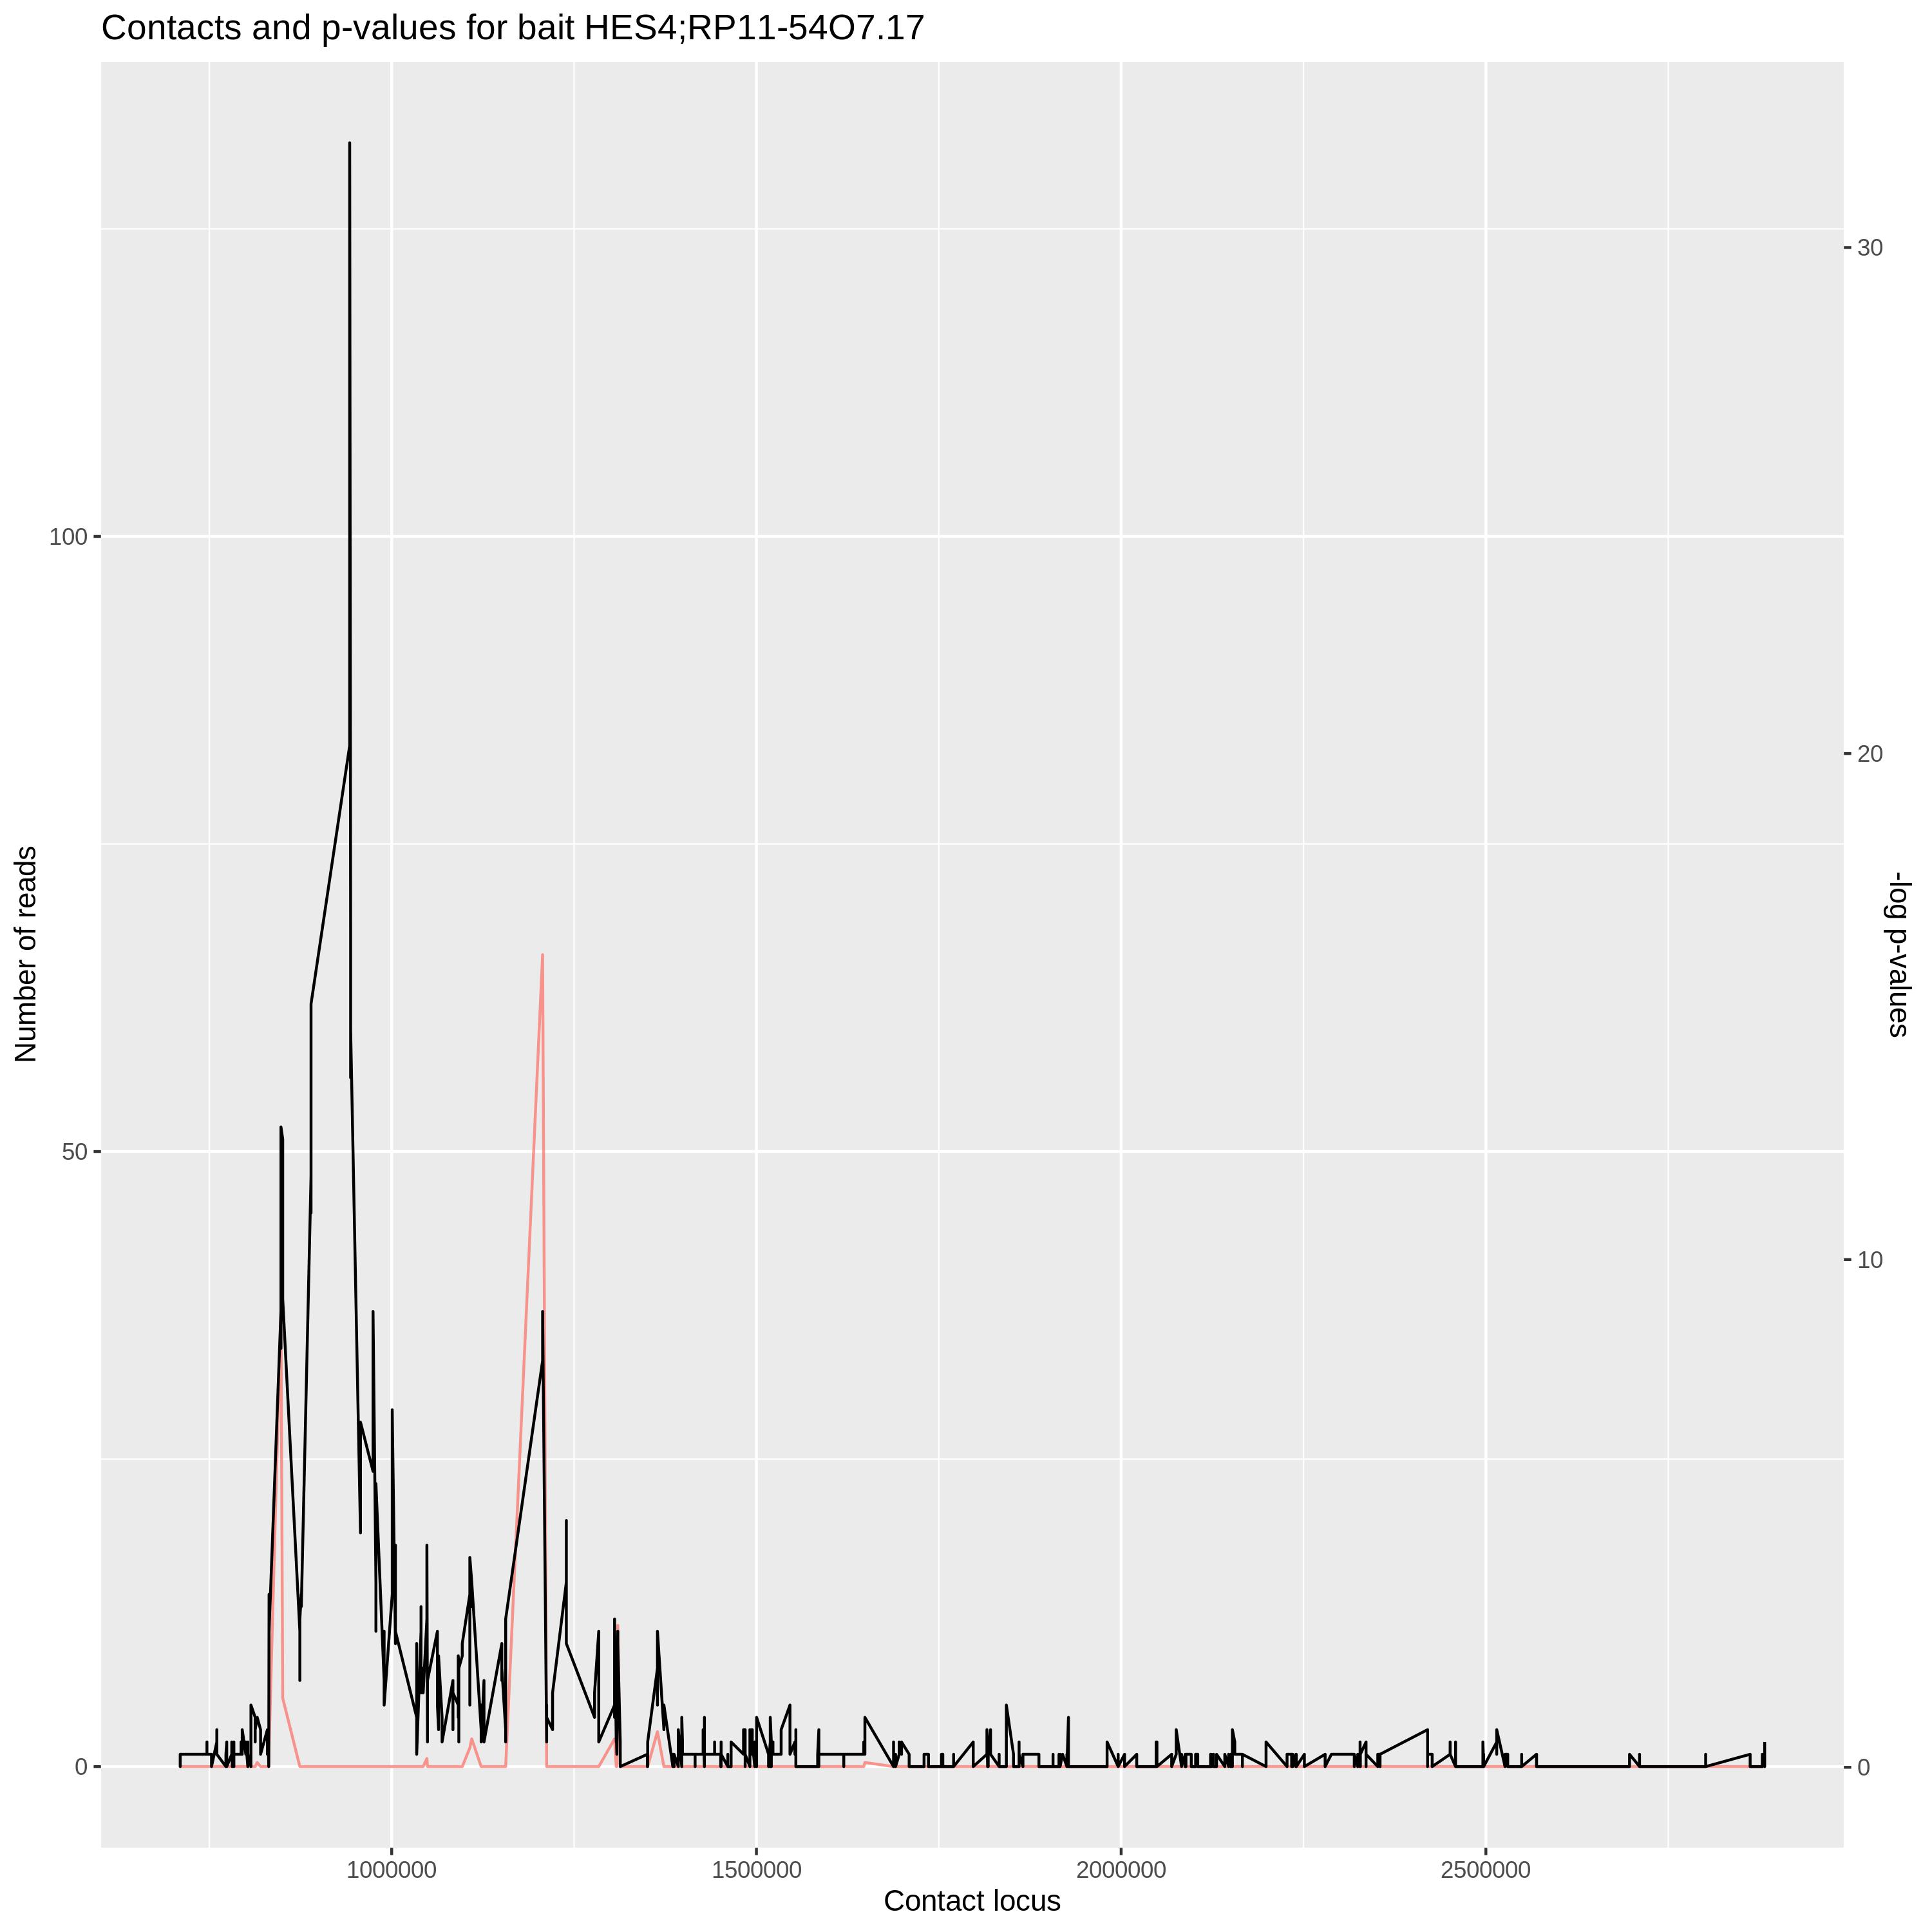 Contacts and p-values for bait HES4;RP11-54O7.17
Number of reads
100
50
0
30
20
10
0
-log p-values
1000000 1500000 2000000 2500000
Contact locus